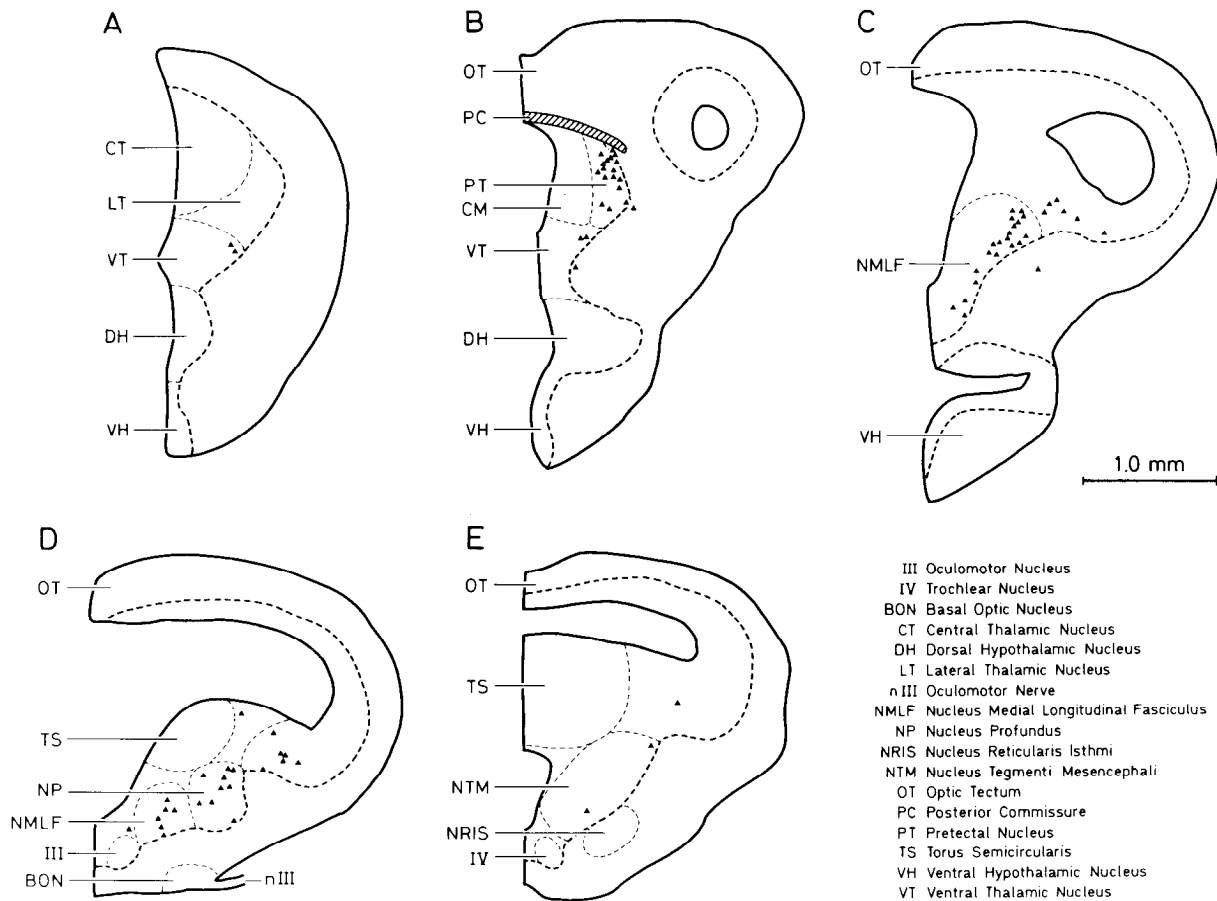 A
CT
LT
VT
DH
VH
B
OT
PC
PT
CM
VT
DH
VH
C
OT
NMLF
VH
1.0 mm
D
OT
TS
NP
NMLF
III
BON
nIII
E
OT
TS
NTM
NRIS
IV
III Oculomotor Nucleus
IV Trochlear Nucleus
BON Basal Optic Nucleus
CT Central Thalamic Nucleus
DH Dorsal Hypothalamic Nucleus
LT Lateral Thalamic Nucleus
nIII Oculomotor Nerve
NMLF Nucleus Medial Longitudinal Fasciculus
NP Nucleus Profundus
NRIS Nucleus Reticularis Isthmi
NTM Nucleus Tegmenti Mesencephali
OT Optic Tectum
PC Posterior Commissure
PT Pretectal Nucleus
TS Torus Semicircularis
VH Ventral Hypothalamic Nucleus
VT Ventral Thalamic Nucleus